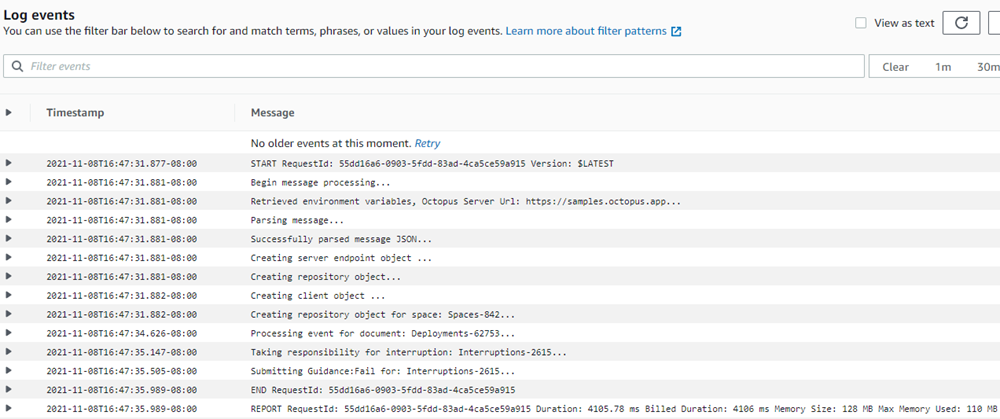 Log events
You can use the filter bar below to search for and match terms, phrases, or values in your log events. Learn more about filter patterns
View as text
Filter events
Clear 1m 30m
Timestamp Message
No older events at this moment. Retry
2021-11-08T16:47:31.877-08:00 START RequestId: 55dd16a6-0903-5fdd-83ad-4ca5ce59a915 Version: $LATEST
2021-11-08T16:47:31.881-08:00 Begin message processing...
2021-11-08T16:47:31.881-08:00 Retrieved environment variables, Octopus Server Url: https://samples.octopus.app...
2021-11-08T16:47:31.881-08:00 Parsing message...
2021-11-08T16:47:31.881-08:00 Successfully parsed message JSON...
2021-11-08T16:47:31.881-08:00 Creating server endpoint object ...
2021-11-08T16:47:31.881-08:00 Creating repository object...
2021-11-08T16:47:31.882-08:00 Creating client object ...
2021-11-08T16:47:31.882-08:00 Creating repository object for space: Spaces-842...
2021-11-08T16:47:34.626-08:00 Processing event for document: Deployments-62753...
2021-11-08T16:47:35.147-08:00 Taking responsibility for interruption: Interruptions-2615...
2021-11-08T16:47:35.505-08:00 Submitting Guidance:Fail for: Interruptions-2615...
2021-11-08T16:47:35.989-08:00 END RequestId: 55dd16a6-0903-5fdd-83ad-4ca5ce59a915
2021-11-08T16:47:35.989-08:00 REPORT RequestId: 55dd16a6-0903-5fdd-83ad-4ca5ce59a915 Duration: 4105.78 ms Billed Duration: 4106 ms Memory Size: 128 MB Max Memory Used: 110 MB